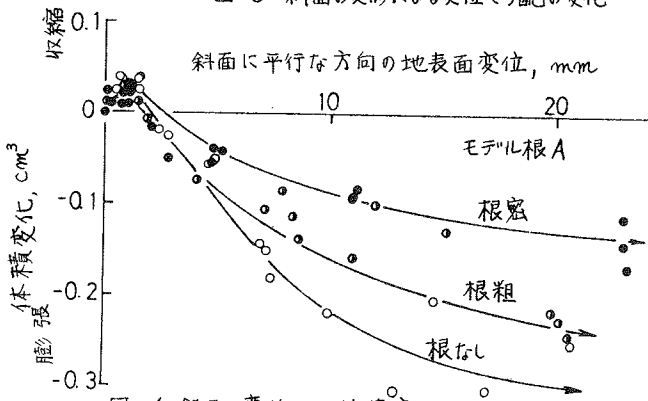 収縮
斜面に平行な方向の地表面変位, mm
0.1
0
10
20
モデル根A
-0.1
-0.2
-0.3
体積変化, cm³
膨張
根密
根粗
根なし